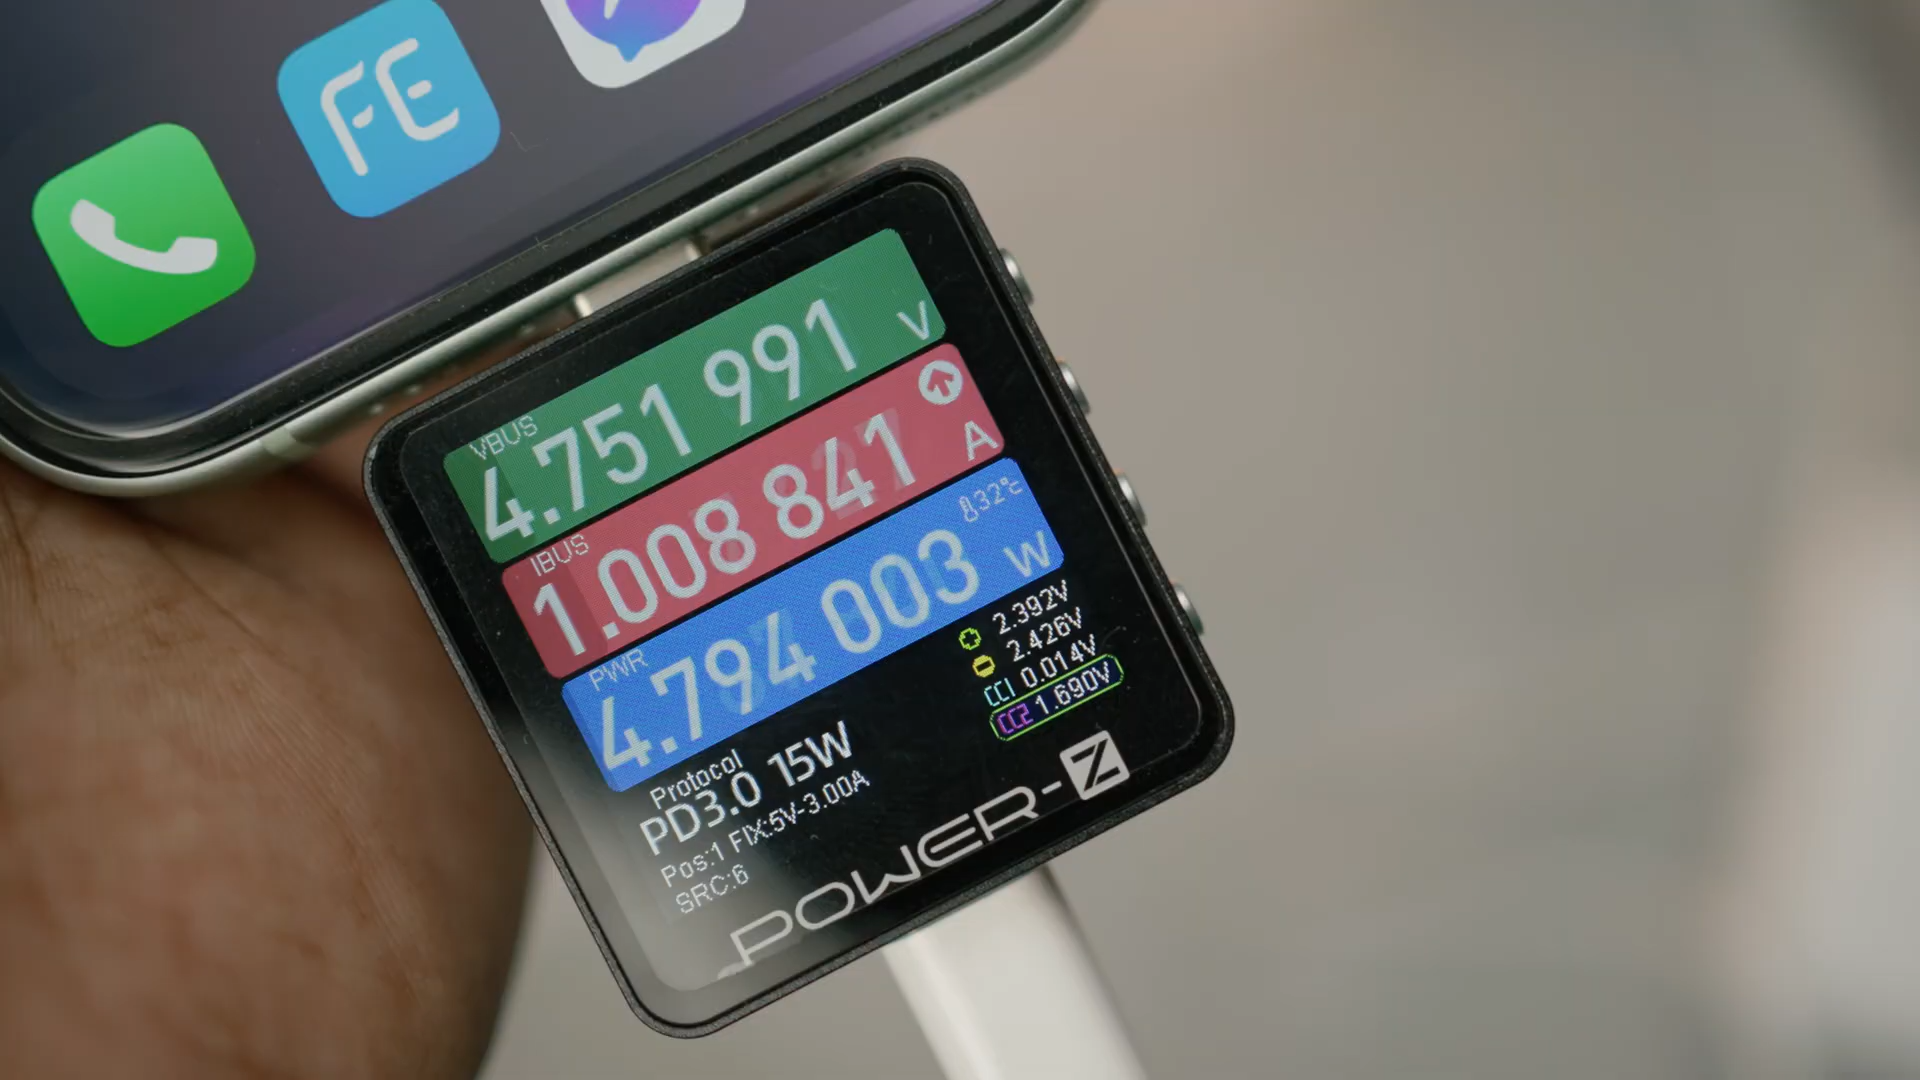 FE
VBUS
4.751 991 V
IBUS
1.008 841 A
32°C
PWR
4.794 003 W
2.392V
2.426V
CC1 0.014V
CC2 1.690V
Protocol
PD3.0 15W
Pos:1 FIX:5V-3.00A
SRC:6
POWER-Z